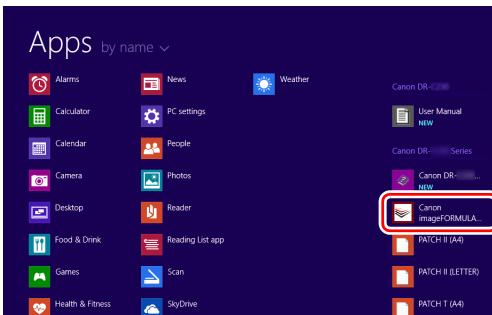 Apps by name
Alarms
Calculator
Calendar
Camera
Desktop
Food & Drink
Games
Health & Fitness
News
PC settings
People
Photos
Reader
Reading List app
Scan
SkyDrive
Weather
Canon DR-
User Manual
NEW
Canon DR- Series
Canon DR- ...
NEW
Canon
imageFORMULA...
PATCH II (A4)
PATCH II (LETTER)
PATCH T (A4)